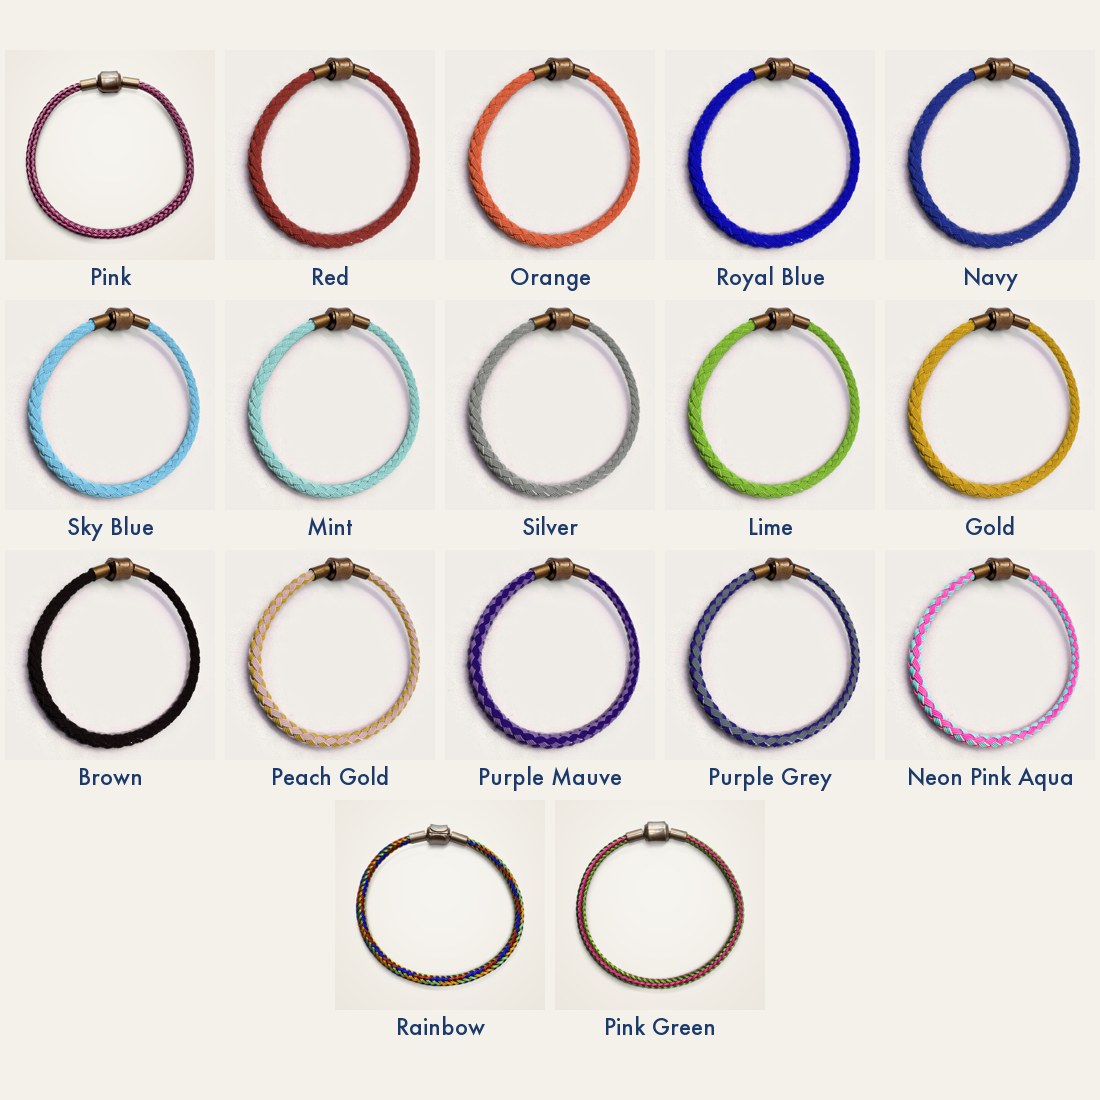 Pink
Red
Orange
Royal Blue
Navy
Sky Blue
Mint
Silver
Lime
Gold
Brown
Peach Gold
Purple Mauve
Purple Grey
Neon Pink Aqua
Rainbow
Pink Green